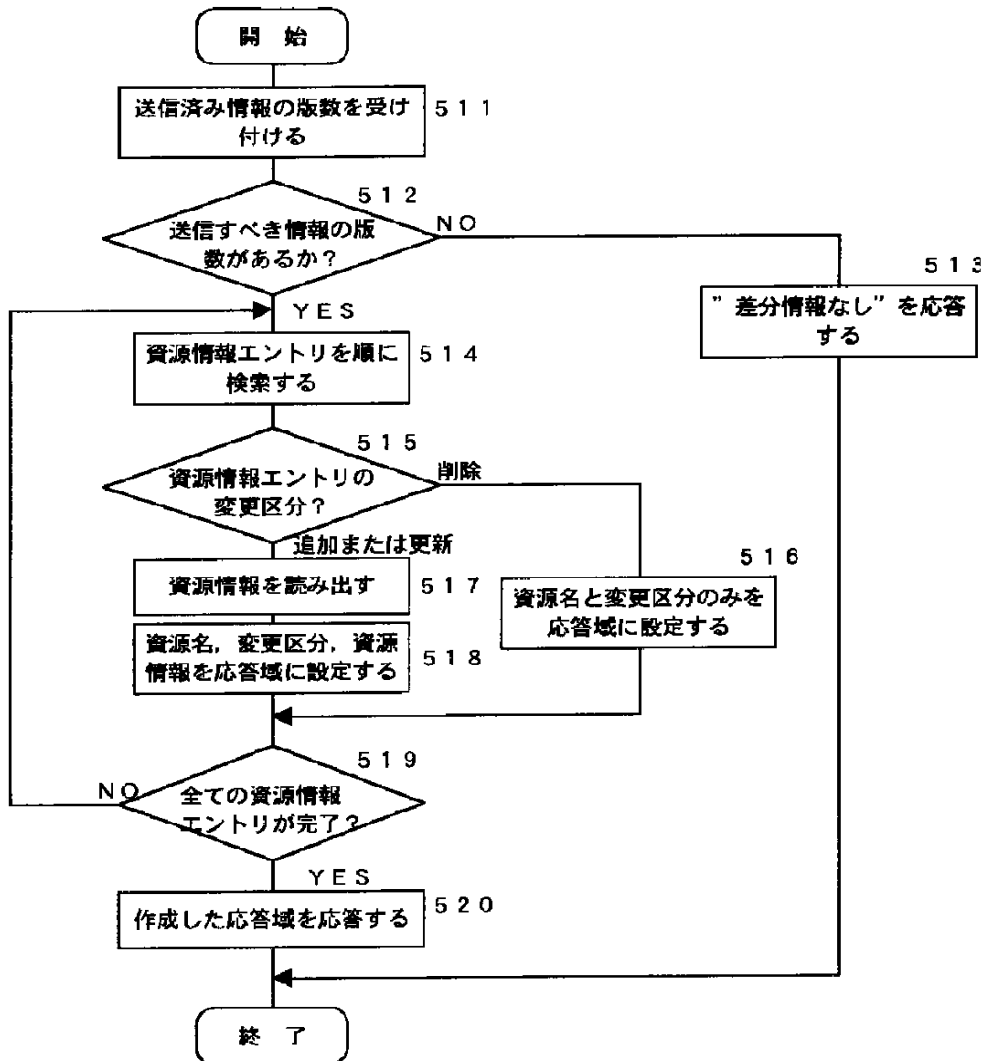 開 始
送信済み情報の版数を受け
付ける
511
512
送信すべき情報の版
数があるか?
NO
YES
513
”差分情報なし”を応答
する
資源情報エントリを順に
検索する
514
515
資源情報エントリの
変更区分?
削除
追加または更新
516
資源名と変更区分のみを
応答域に設定する
資源情報を読み出す
517
資源名，変更区分，資源
情報を応答域に設定する
518
519
全ての資源情報
エントリが完了?
NO
YES
作成した応答域を応答する
520
終 了